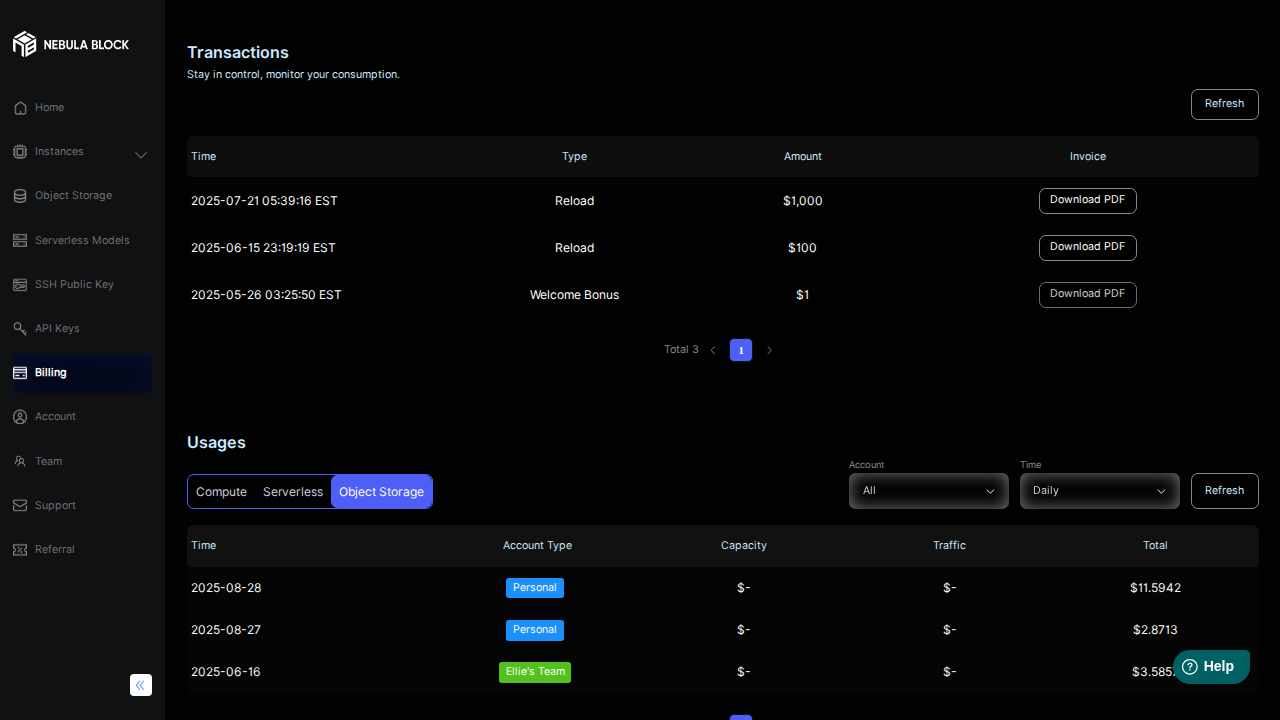 NEBULA BLOCK
Home
Instances
Object Storage
Serverless Models
SSH Public Key
API Keys
Billing
Account
Team
Support
Referral
Transactions
Stay in control, monitor your consumption.
Refresh
Time Type Amount Invoice
2025-07-21 05:39:16 EST Reload $1,000 Download PDF
2025-06-15 23:19:19 EST Reload $100 Download PDF
2025-05-26 03:25:50 EST Welcome Bonus $1 Download PDF
Total 3 1
Usages
Account Time
Compute Serverless Object Storage All Daily Refresh
Time Account Type Capacity Traffic Total
2025-08-28 Personal $- $- $11.5942
2025-08-27 Personal $- $- $2.8713
2025-06-16 Ellie's Team $- $-
Help